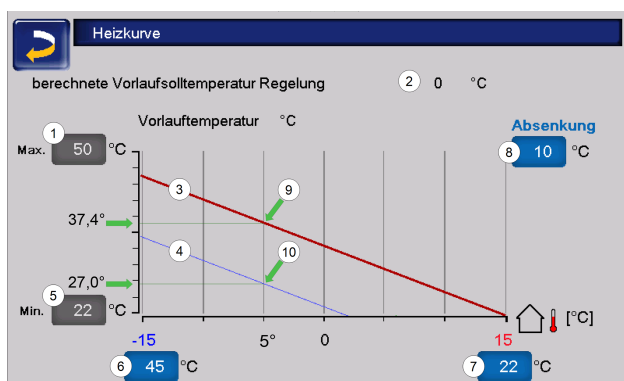 Heizkurve
berechnete Vorlaufsolltemperatur Regelung 2 0 °C
Vorlauftemperatur °C
Absenkung
1
Max. 50 °C
8 10 °C
3
9
37,4°
4
10
27,0°
5
Min. 22 °C
[°C]
-15 5° 0 15
6 45 °C
7 22 °C